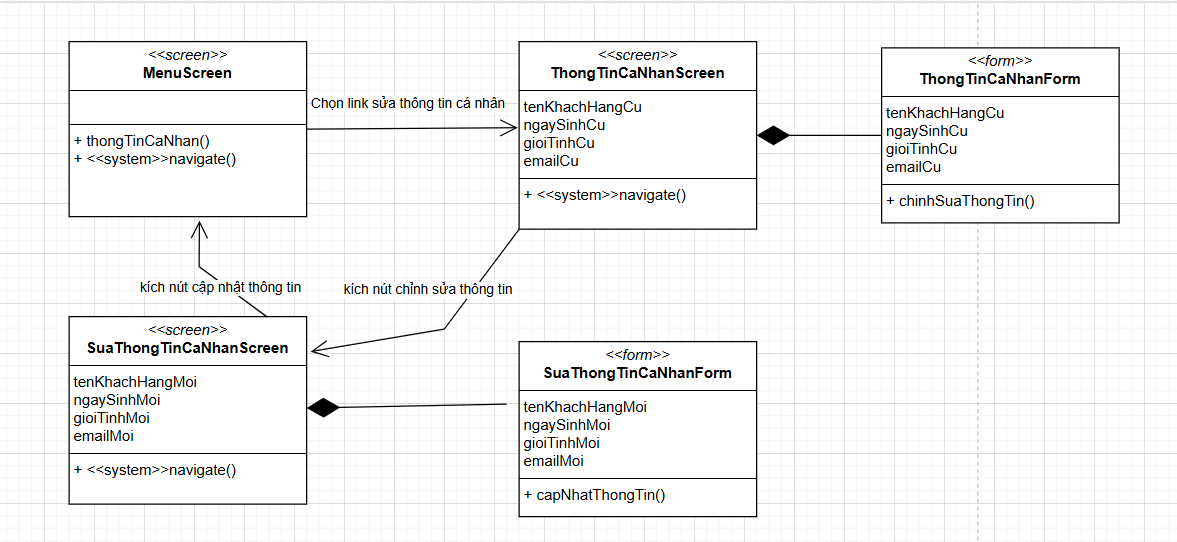 <<screen>>
MenuScreen
+ thongTinCaNhan()
+ <<system>>navigate()
Chọn link sửa thông tin cá nhân
<<screen>>
ThongTinCaNhanScreen
tenKhachHangCu
ngaySinhCu
gioiTinhCu
emailCu
+ <<system>>navigate()
<<form>>
ThongTinCaNhanForm
tenKhachHangCu
ngaySinhCu
gioiTinhCu
emailCu
+ chinhSuaThongTin()
kích nút cập nhật thông tin
kích nút chỉnh sửa thông tin
<<screen>>
SuaThongTinCaNhanScreen
tenKhachHangMoi
ngaySinhMoi
gioiTinhMoi
emailMoi
+ <<system>>navigate()
<<form>>
SuaThongTinCaNhanForm
tenKhachHangMoi
ngaySinhMoi
gioiTinhMoi
emailMoi
+ capNhatThongTin()